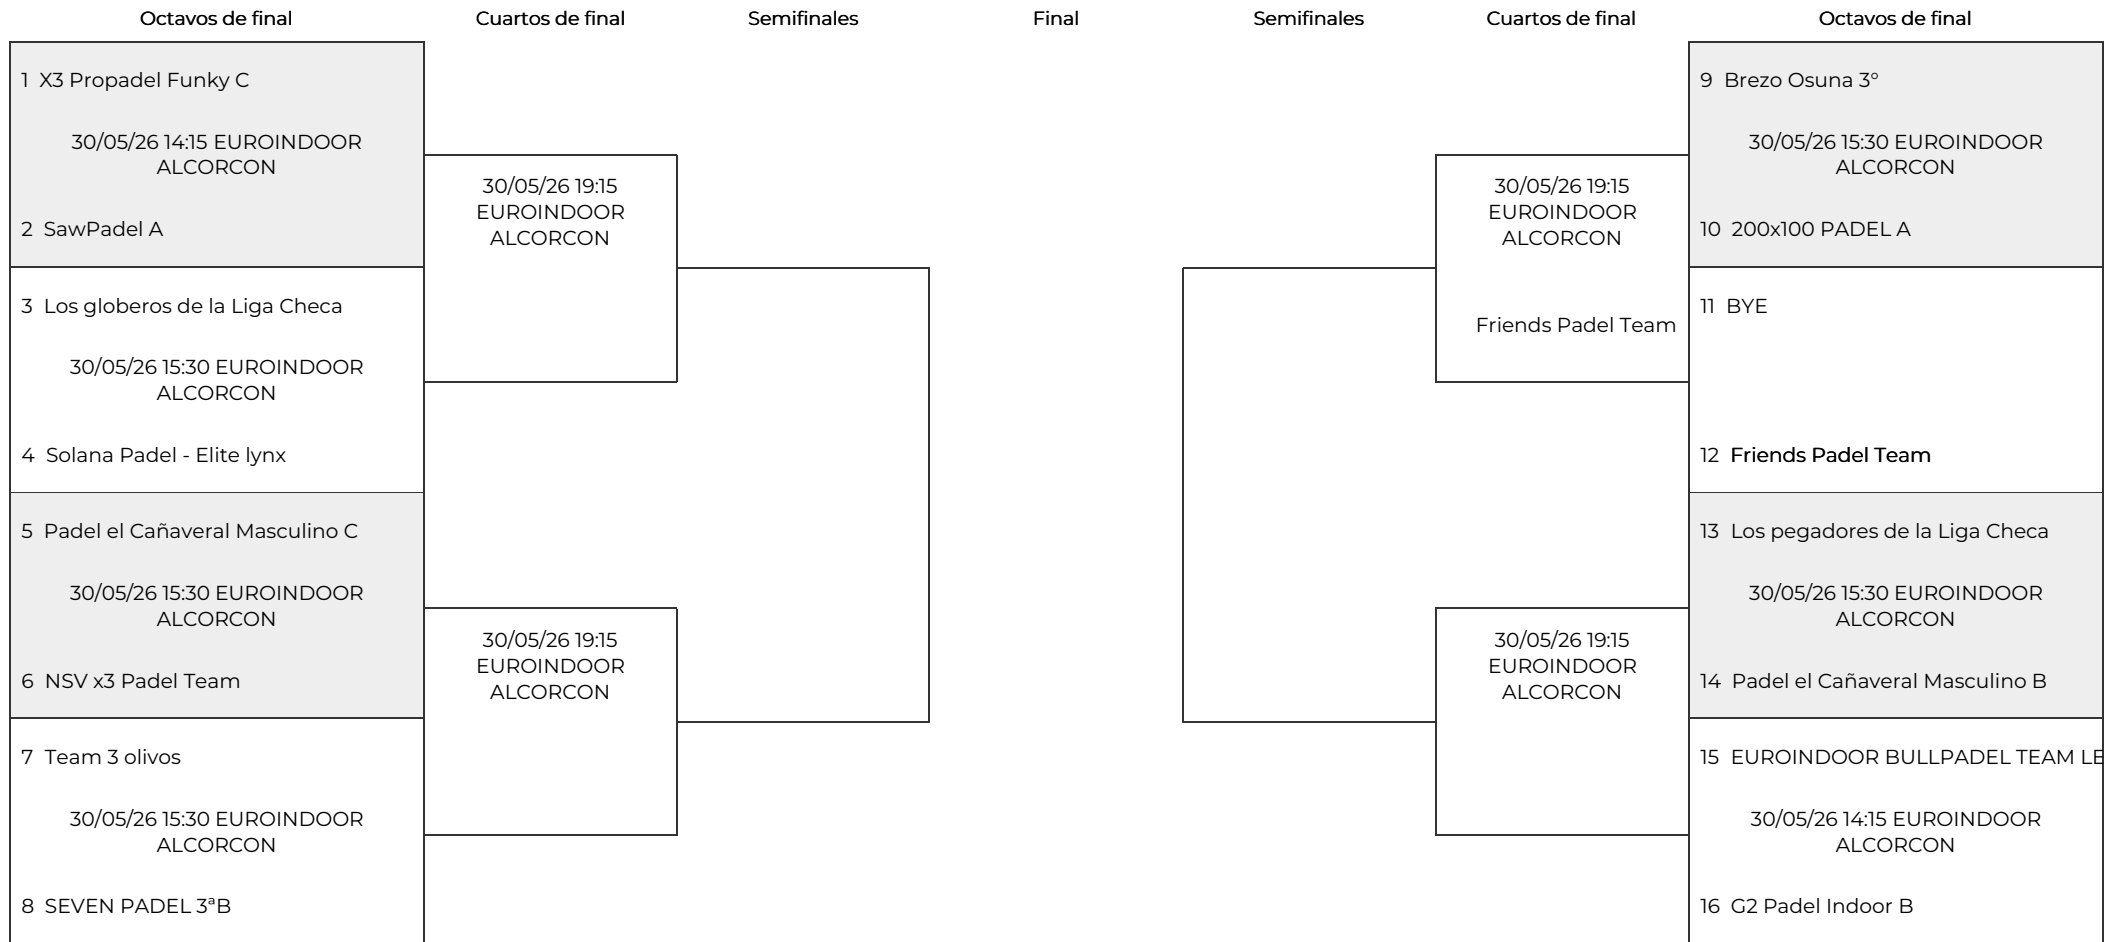 Octavos de final
Cuartos de final
Semifinales
Final
Semifinales
Cuartos de final
Octavos de final
1 X3 Propadel Funky C
30/05/26 14:15 EUROINDOOR
ALCORCON
2 SawPadel A
3 Los globeros de la Liga Checa
30/05/26 15:30 EUROINDOOR
ALCORCON
4 Solana Padel - Elite lynx
5 Padel el Cañaveral Masculino C
30/05/26 15:30 EUROINDOOR
ALCORCON
6 NSV x3 Padel Team
7 Team 3 olivos
30/05/26 15:30 EUROINDOOR
ALCORCON
8 SEVEN PADEL 3ªB
30/05/26 19:15
EUROINDOOR
ALCORCON
30/05/26 19:15
EUROINDOOR
ALCORCON
30/05/26 19:15
EUROINDOOR
ALCORCON
Friends Padel Team
30/05/26 19:15
EUROINDOOR
ALCORCON
9 Brezo Osuna 3º
30/05/26 15:30 EUROINDOOR
ALCORCON
10 200x100 PADEL A
11 BYE
12 Friends Padel Team
13 Los pegadores de la Liga Checa
30/05/26 15:30 EUROINDOOR
ALCORCON
14 Padel el Cañaveral Masculino B
15 EUROINDOOR BULLPADEL TEAM LE
30/05/26 14:15 EUROINDOOR
ALCORCON
16 G2 Padel Indoor B